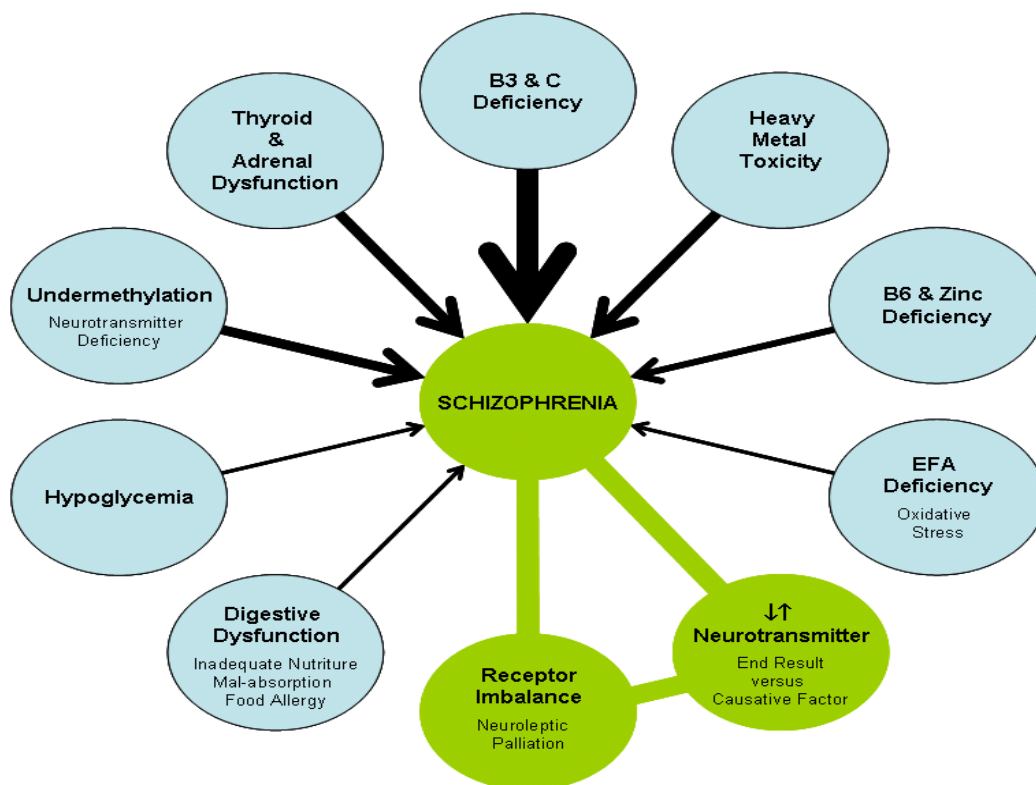 B3 & C
Deficiency
Thyroid
&
Adrenal
Dysfunction
Heavy
Metal
Toxicity
Undermethylation
Neurotransmitter
Deficiency
B6 & Zinc
Deficiency
SCHIZOPHRENIA
Hypoglycemia
EFA
Deficiency
Oxidative
Stress
Digestive
Dysfunction
Inadequate Nutriture
Mal-absorption
Food Allergy
Receptor
Imbalance
Neuroleptic
Palliation
↓↑
Neurotransmitter
End Result
versus
Causative Factor